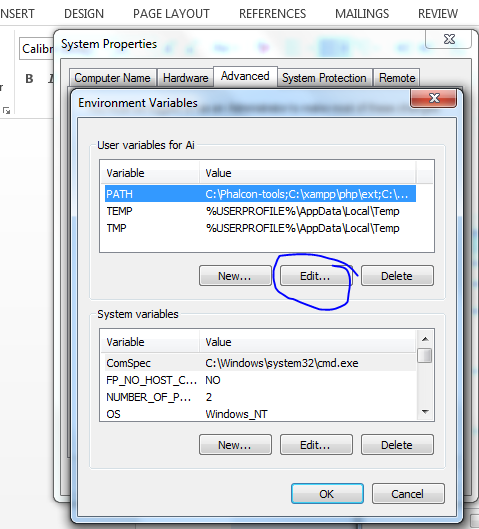 NSERT DESIGN PAGE LAYOUT REFERENCES MAILINGS REVIEW
System Properties
Calibr
B
Computer Name Hardware Advanced System Protection Remote
Environment Variables
User variables for Ai
Variable Value
PATH C:\Phalcon-tools;C:\xampp\php\ext;C:\...
TEMP %USERPROFILE%\AppData\Local\Temp
TMP %USERPROFILE%\AppData\Local\Temp
New... Edit... Delete
System variables
Variable Value
ComSpec C:\Windows\system32\cmd.exe
FP_NO_HOST_C... NO
NUMBER_OF_P... 2
OS Windows_NT
New... Edit... Delete
OK Cancel